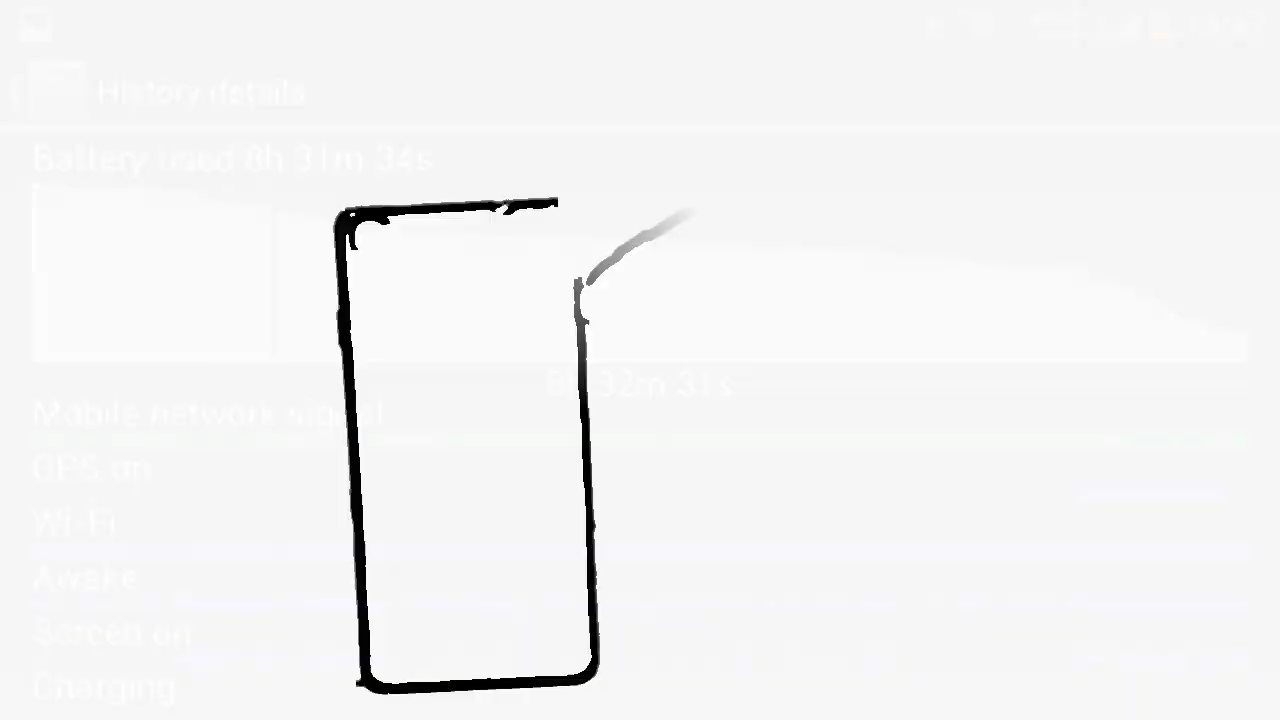 History details
Battery used 8h 31m 34s
8h 32m 31s
Mobile network signal
GPS on
Wi-Fi
Awake
Screen on
Charging